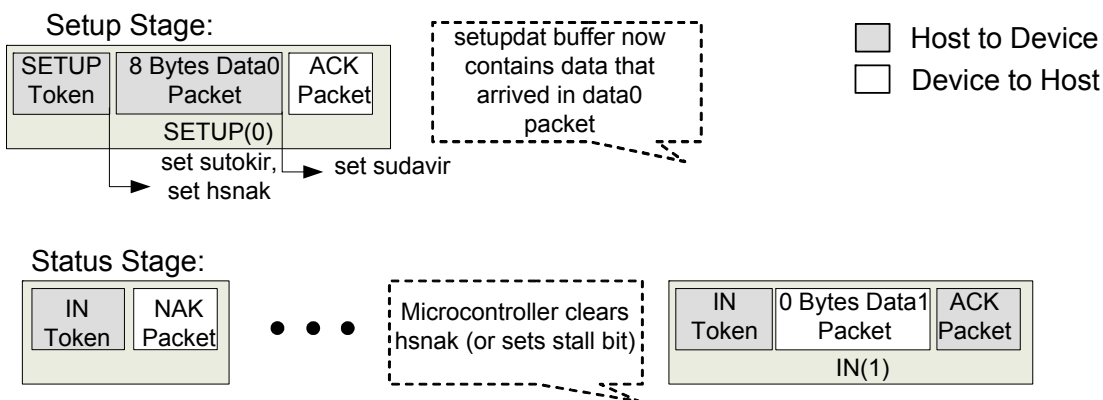 Setup Stage:
SETUP
Token
8 Bytes Data0
Packet
ACK
Packet
SETUP(0)
set sutokir,
set hsnak
set sudavir
setupdat buffer now
contains data that
arrived in data0
packet
Host to Device
Device to Host
Status Stage:
IN
Token
NAK
Packet
● ● ●
Microcontroller clears
hsnak (or sets stall bit)
IN
Token
0 Bytes Data1
Packet
ACK
Packet
IN(1)